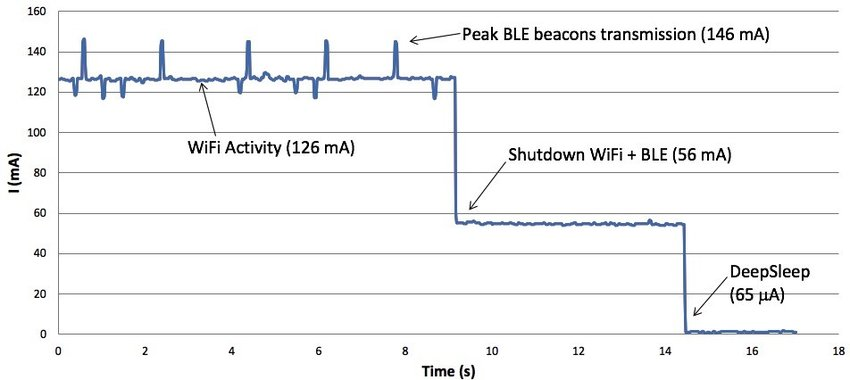 160
Peak BLE beacons transmission (146 mA)
140
120
WiFi Activity (126 mA)
100
Shutdown WiFi + BLE (56 mA)
80
I (mA)
60
40
DeepSleep
(65 µA)
20
0
0 2 4 6 8 10 12 14 16 18
Time (s)